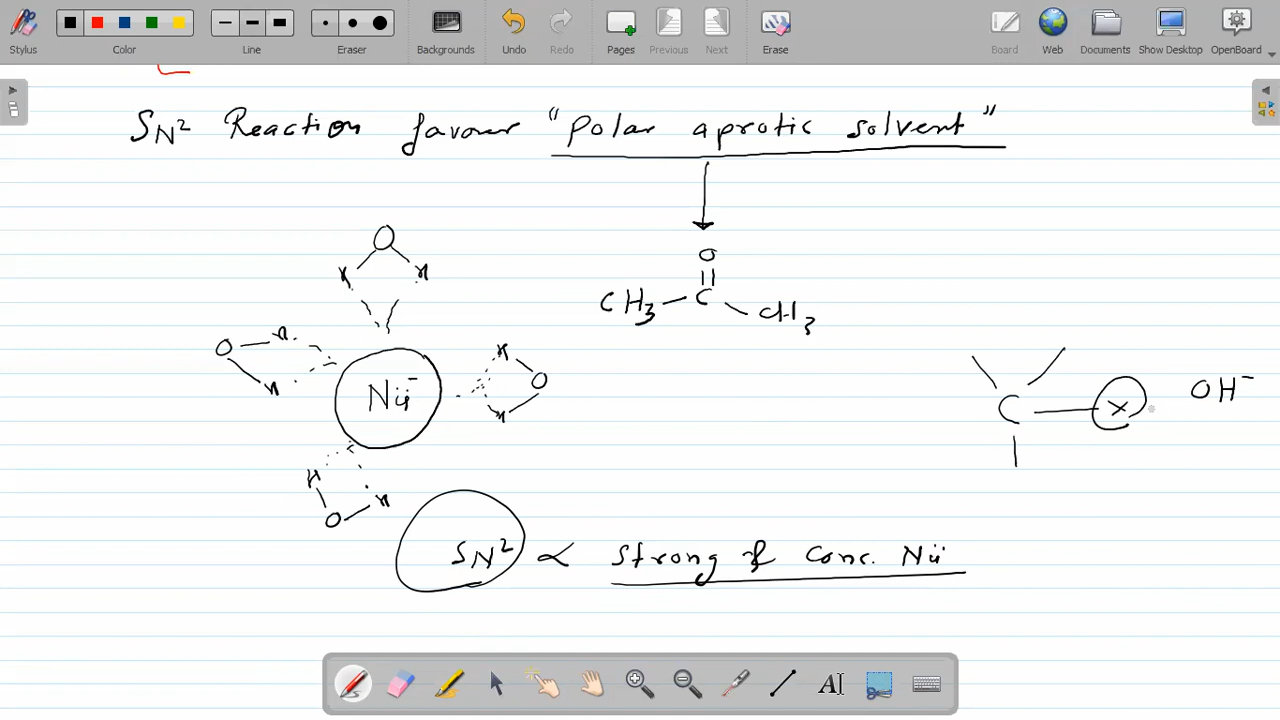 Stylus
Color
Line
Eraser
Backgrounds
Undo
Redo
Pages
Previous
Next
Erase
Board
Web
Documents
Show Desktop
OpenBoard
SN² Reaction favour "Polar aprotic solvent"
O
H H
O
CH3 — C — CH3
O H
H
Nu⁻
H
O
H
C — X OH⁻
H
O H
SN² ∝ Strong & Conc. Nu